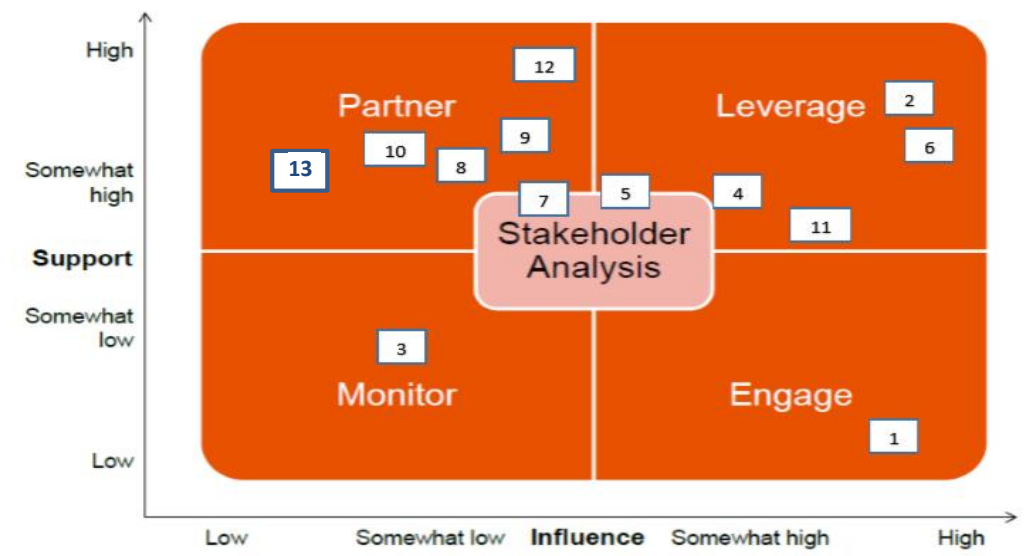 High
12
Partner
Leverage
2
9
6
10
8
13
Somewhat
high
7
5
4
11
Stakeholder
Analysis
Support
Somewhat
low
3
Monitor
Engage
1
Low
Low
Somewhat low
Influence
Somewhat high
High